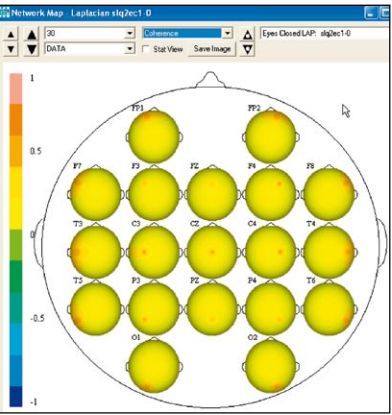 Network Map - Laplacian slq2ec1-0
30 Coherence Eyes Closed LAP: slq2ec1-0
DATA Stat View Save Image
1
0.5
0
-0.5
-1
FP1 FP2
F7 F3 FZ F4 F8
T3 C3 CZ C4 T4
T5 P3 PZ P4 T6
O1 O2